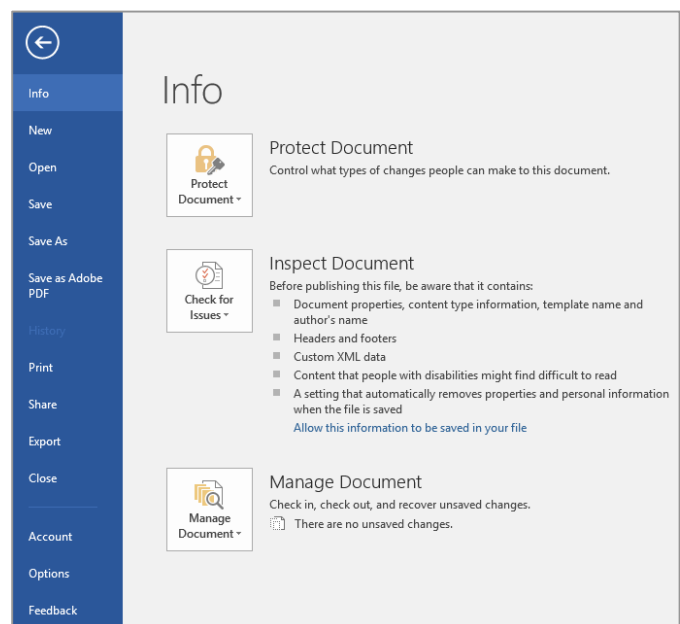 Info
New
Open
Save
Save As
Save as Adobe
PDF
History
Print
Share
Export
Close
Account
Options
Feedback
Info
Protect
Document
Protect Document
Control what types of changes people can make to this document.
Check for
Issues
Inspect Document
Before publishing this file, be aware that it contains:
Document properties, content type information, template name and
author's name
Headers and footers
Custom XML data
Content that people with disabilities might find difficult to read
A setting that automatically removes properties and personal information
when the file is saved
Allow this information to be saved in your file
Manage
Document
Manage Document
Check in, check out, and recover unsaved changes.
There are no unsaved changes.